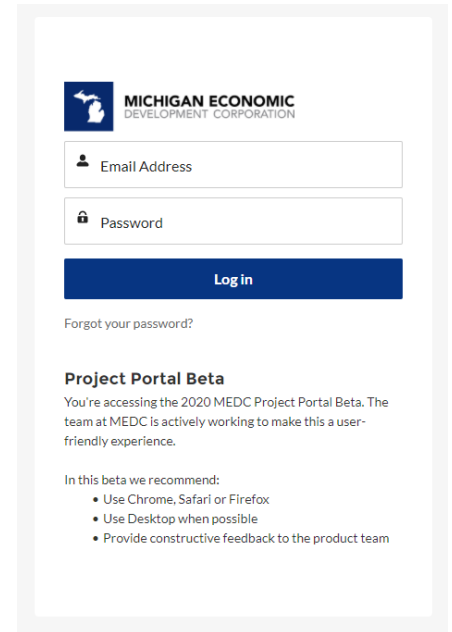 MICHIGAN ECONOMIC
DEVELOPMENT CORPORATION
Email Address
Password
Log in
Forgot your password?
Project Portal Beta
You're accessing the 2020 MEDC Project Portal Beta. The
team at MEDC is actively working to make this a user-
friendly experience.
In this beta we recommend:
• Use Chrome, Safari or Firefox
• Use Desktop when possible
• Provide constructive feedback to the product team